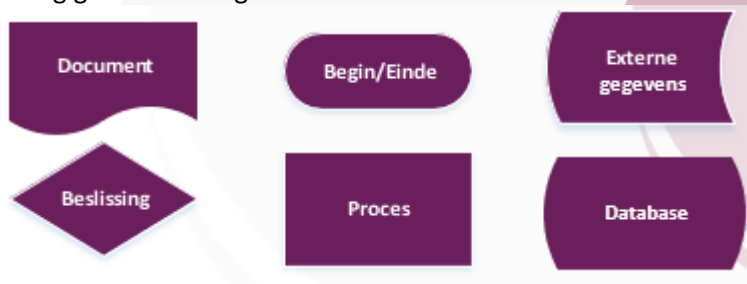 Document
Begin/Einde
Externe
gegevens
Beslissing
Proces
Database